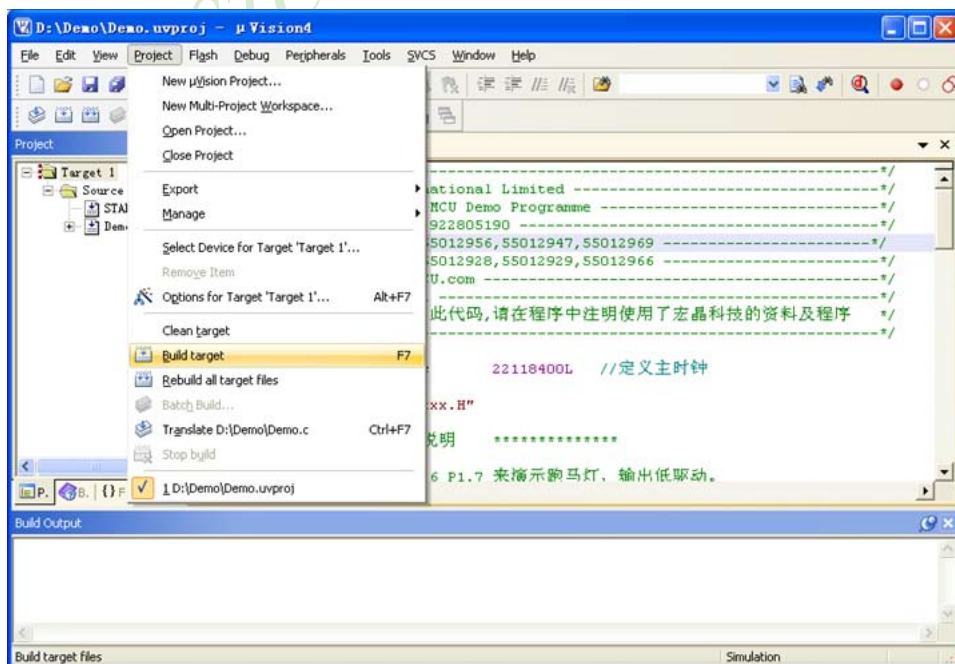 D:\Demo\Demo.uvproj - µVision4
File Edit View Project Flash Debug Peripherals Tools SVCS Window Help
New µVision Project...
New Multi-Project Workspace...
Open Project...
Close Project
Export
Manage
Select Device for Target 'Target 1'...
Remove Item
Options for Target 'Target 1'... Alt+F7
Clean target
Build target F7
Rebuild all target files
Batch Build...
Translate D:\Demo\Demo.c Ctrl+F7
Stop build
1 D:\Demo\Demo.uvproj
Project
Target 1
Source
STA
Dem
P. B. {} F
ational Limited ---*/
MCU Demo Programme ---*/
922805190 ---*/
55012956,55012947,55012969 ---*/
55012928,55012929,55012966 ---*/
U.com ---*/
---*/
此代码,请在程序中注明使用了宏晶科技的资料及程序 */
---*/
22118400L //定义主时钟
xxx.H"
说明 **************
6 P1.7 来演示跑马灯, 输出低驱动。
Build Output
Build target files Simulation